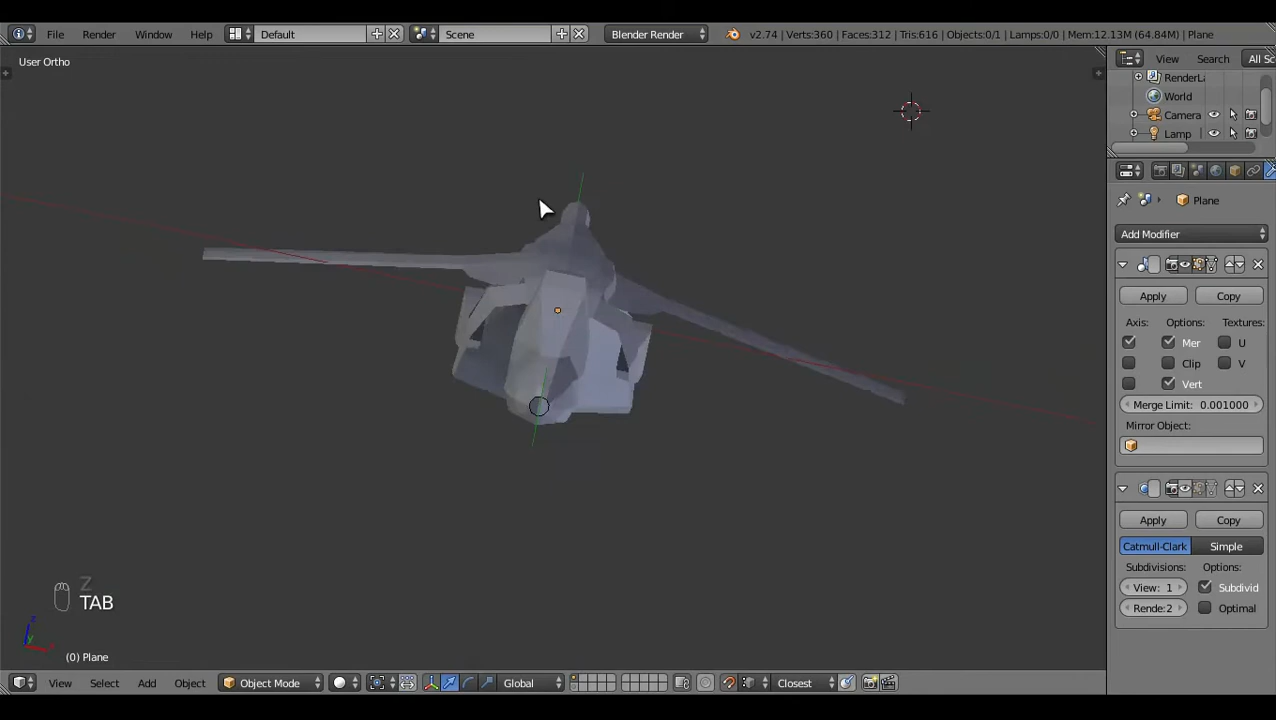 File Render Window Help Default Scene Blender Render v2.74 | Verts:360 | Faces:312 | Tris:616 | Objects:0/1 | Lamps:0/0 | Mem:12.13M (64.84M) | Plane
User Ortho
View Search All Sc
RenderLa
World
Camera
Lamp
Plane
Add Modifier
Apply Copy
Axis: Options: Textures:
Mer U
Clip V
Vert
Merge Limit: 0.001000
Mirror Object:
Apply Copy
Catmull-Clark Simple
Subdivisions: Options:
View: 1 Subdivid
Rende:2 Optimal
Z
TAB
z
y
(0) Plane
View Select Add Object Object Mode Global Closest